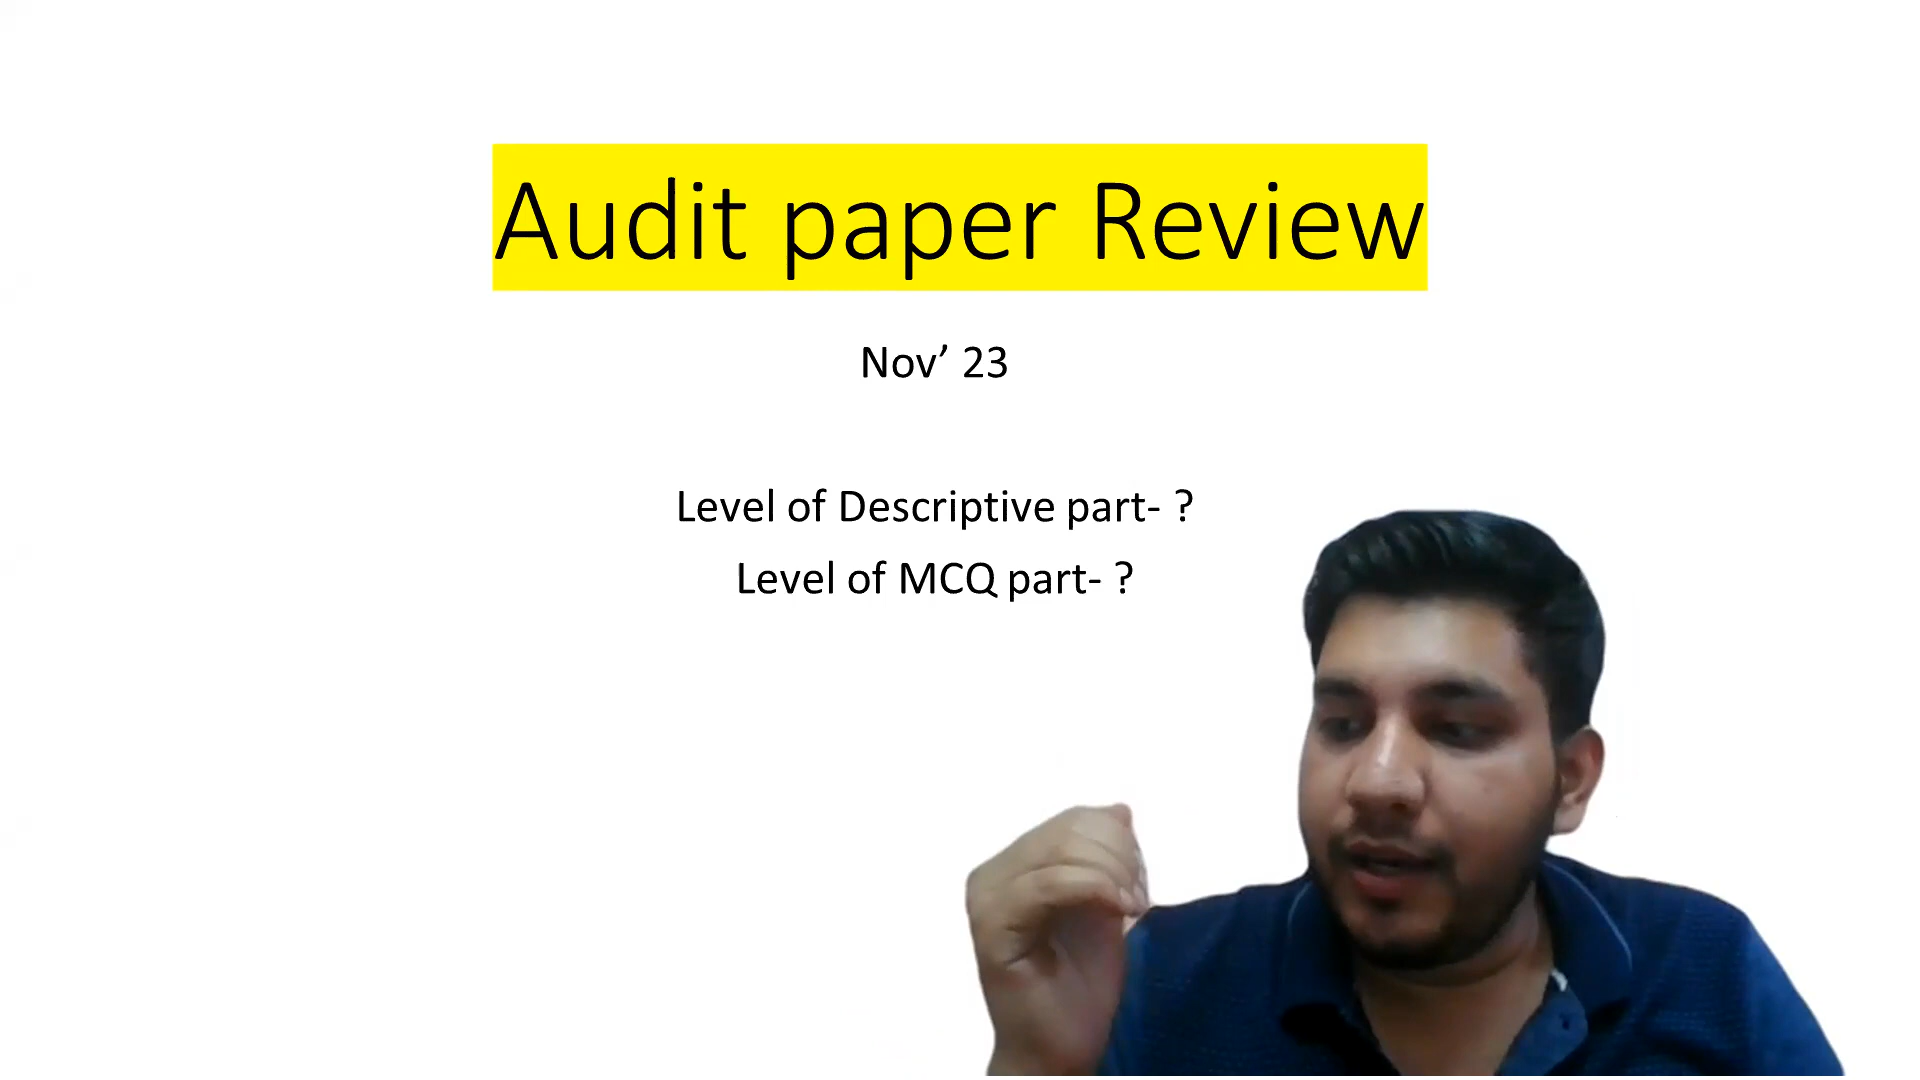 Audit paper Review
Nov’ 23
Level of Descriptive part- ?
Level of MCQ part- ?